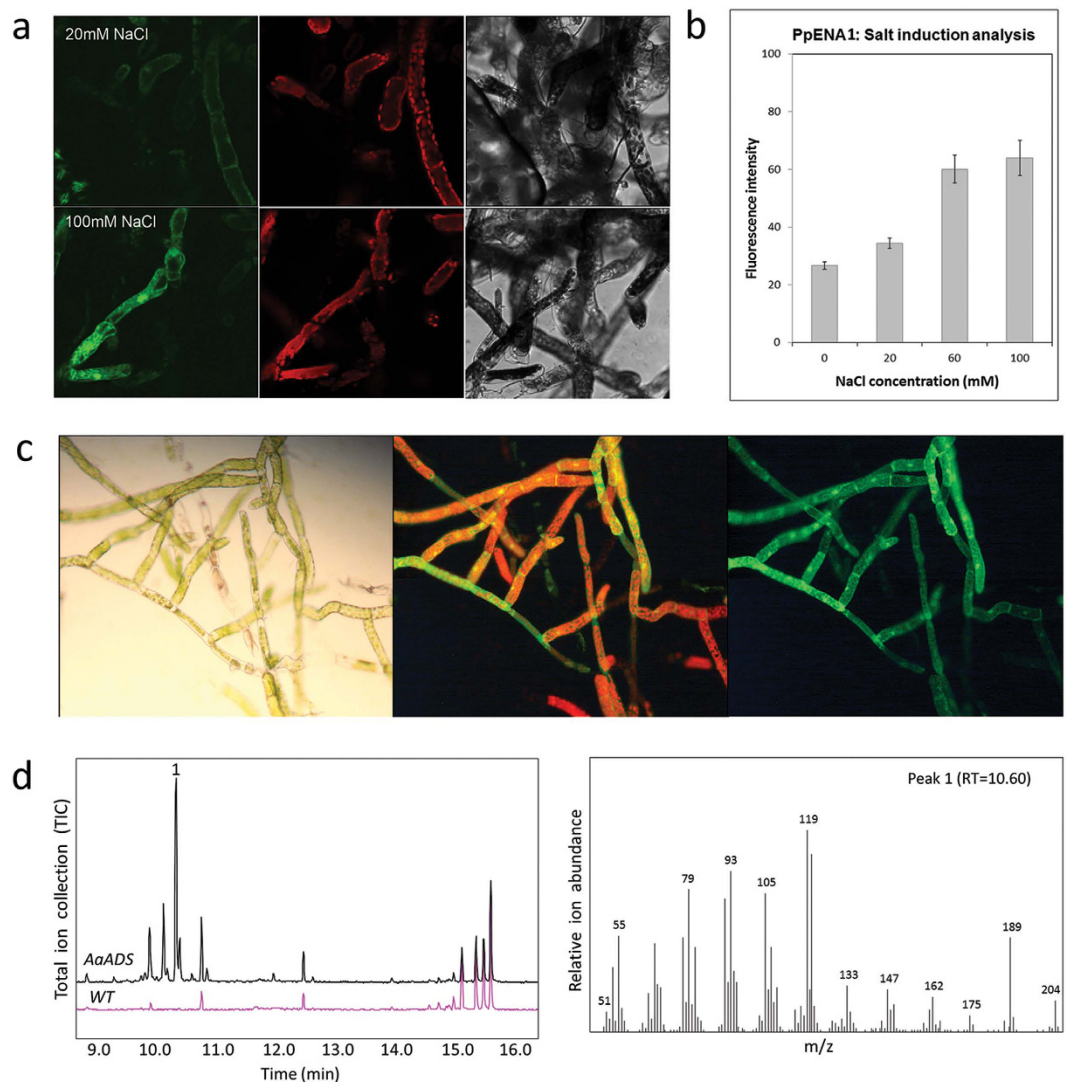 a
20mM NaCl
100mM NaCl
b
PpENA1: Salt induction analysis
100
80
60
40
20
0
Fluorescence intensity
0 20 60 100
NaCl concentration (mM)
c
d
Total ion collection (TIC)
1
AaADS
WT
9.0 10.0 11.0 12.0 13.0 14.0 15.0 16.0
Time (min)
Relative ion abundance
Peak 1 (RT=10.60)
51 55 79 93 105 119 133 147 162 175 189 204
m/z